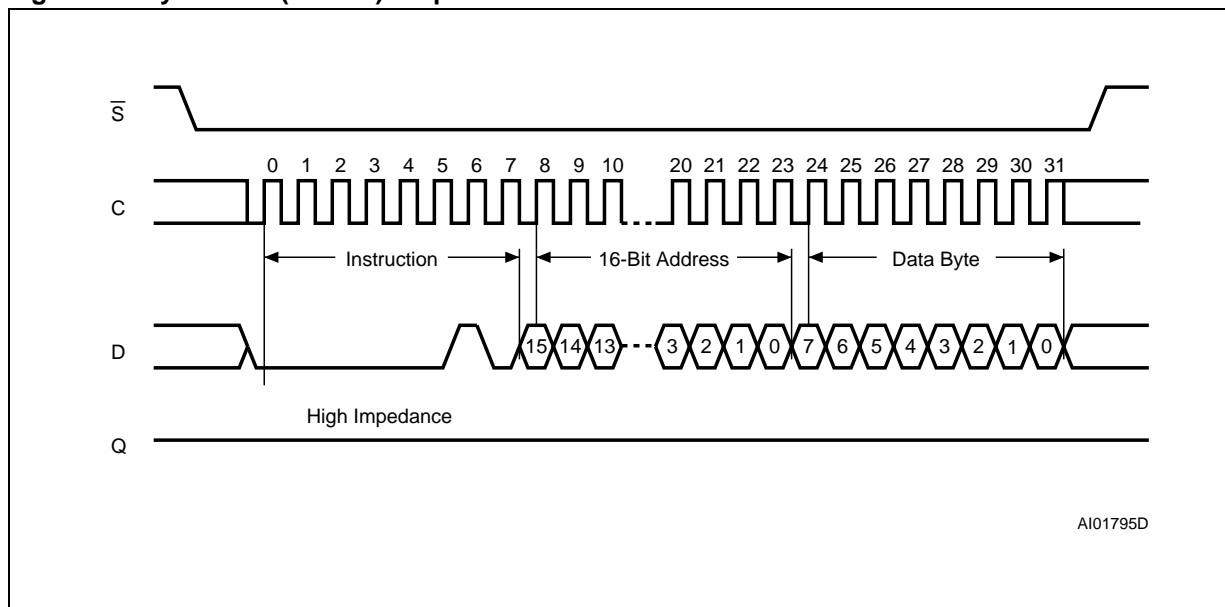 S
0 1 2 3 4 5 6 7 8 9 10 20 21 22 23 24 25 26 27 28 29 30 31
C
Instruction 16-Bit Address Data Byte
D
15 14 13 3 2 1 0 7 6 5 4 3 2 1 0
High Impedance
Q
AI01795D